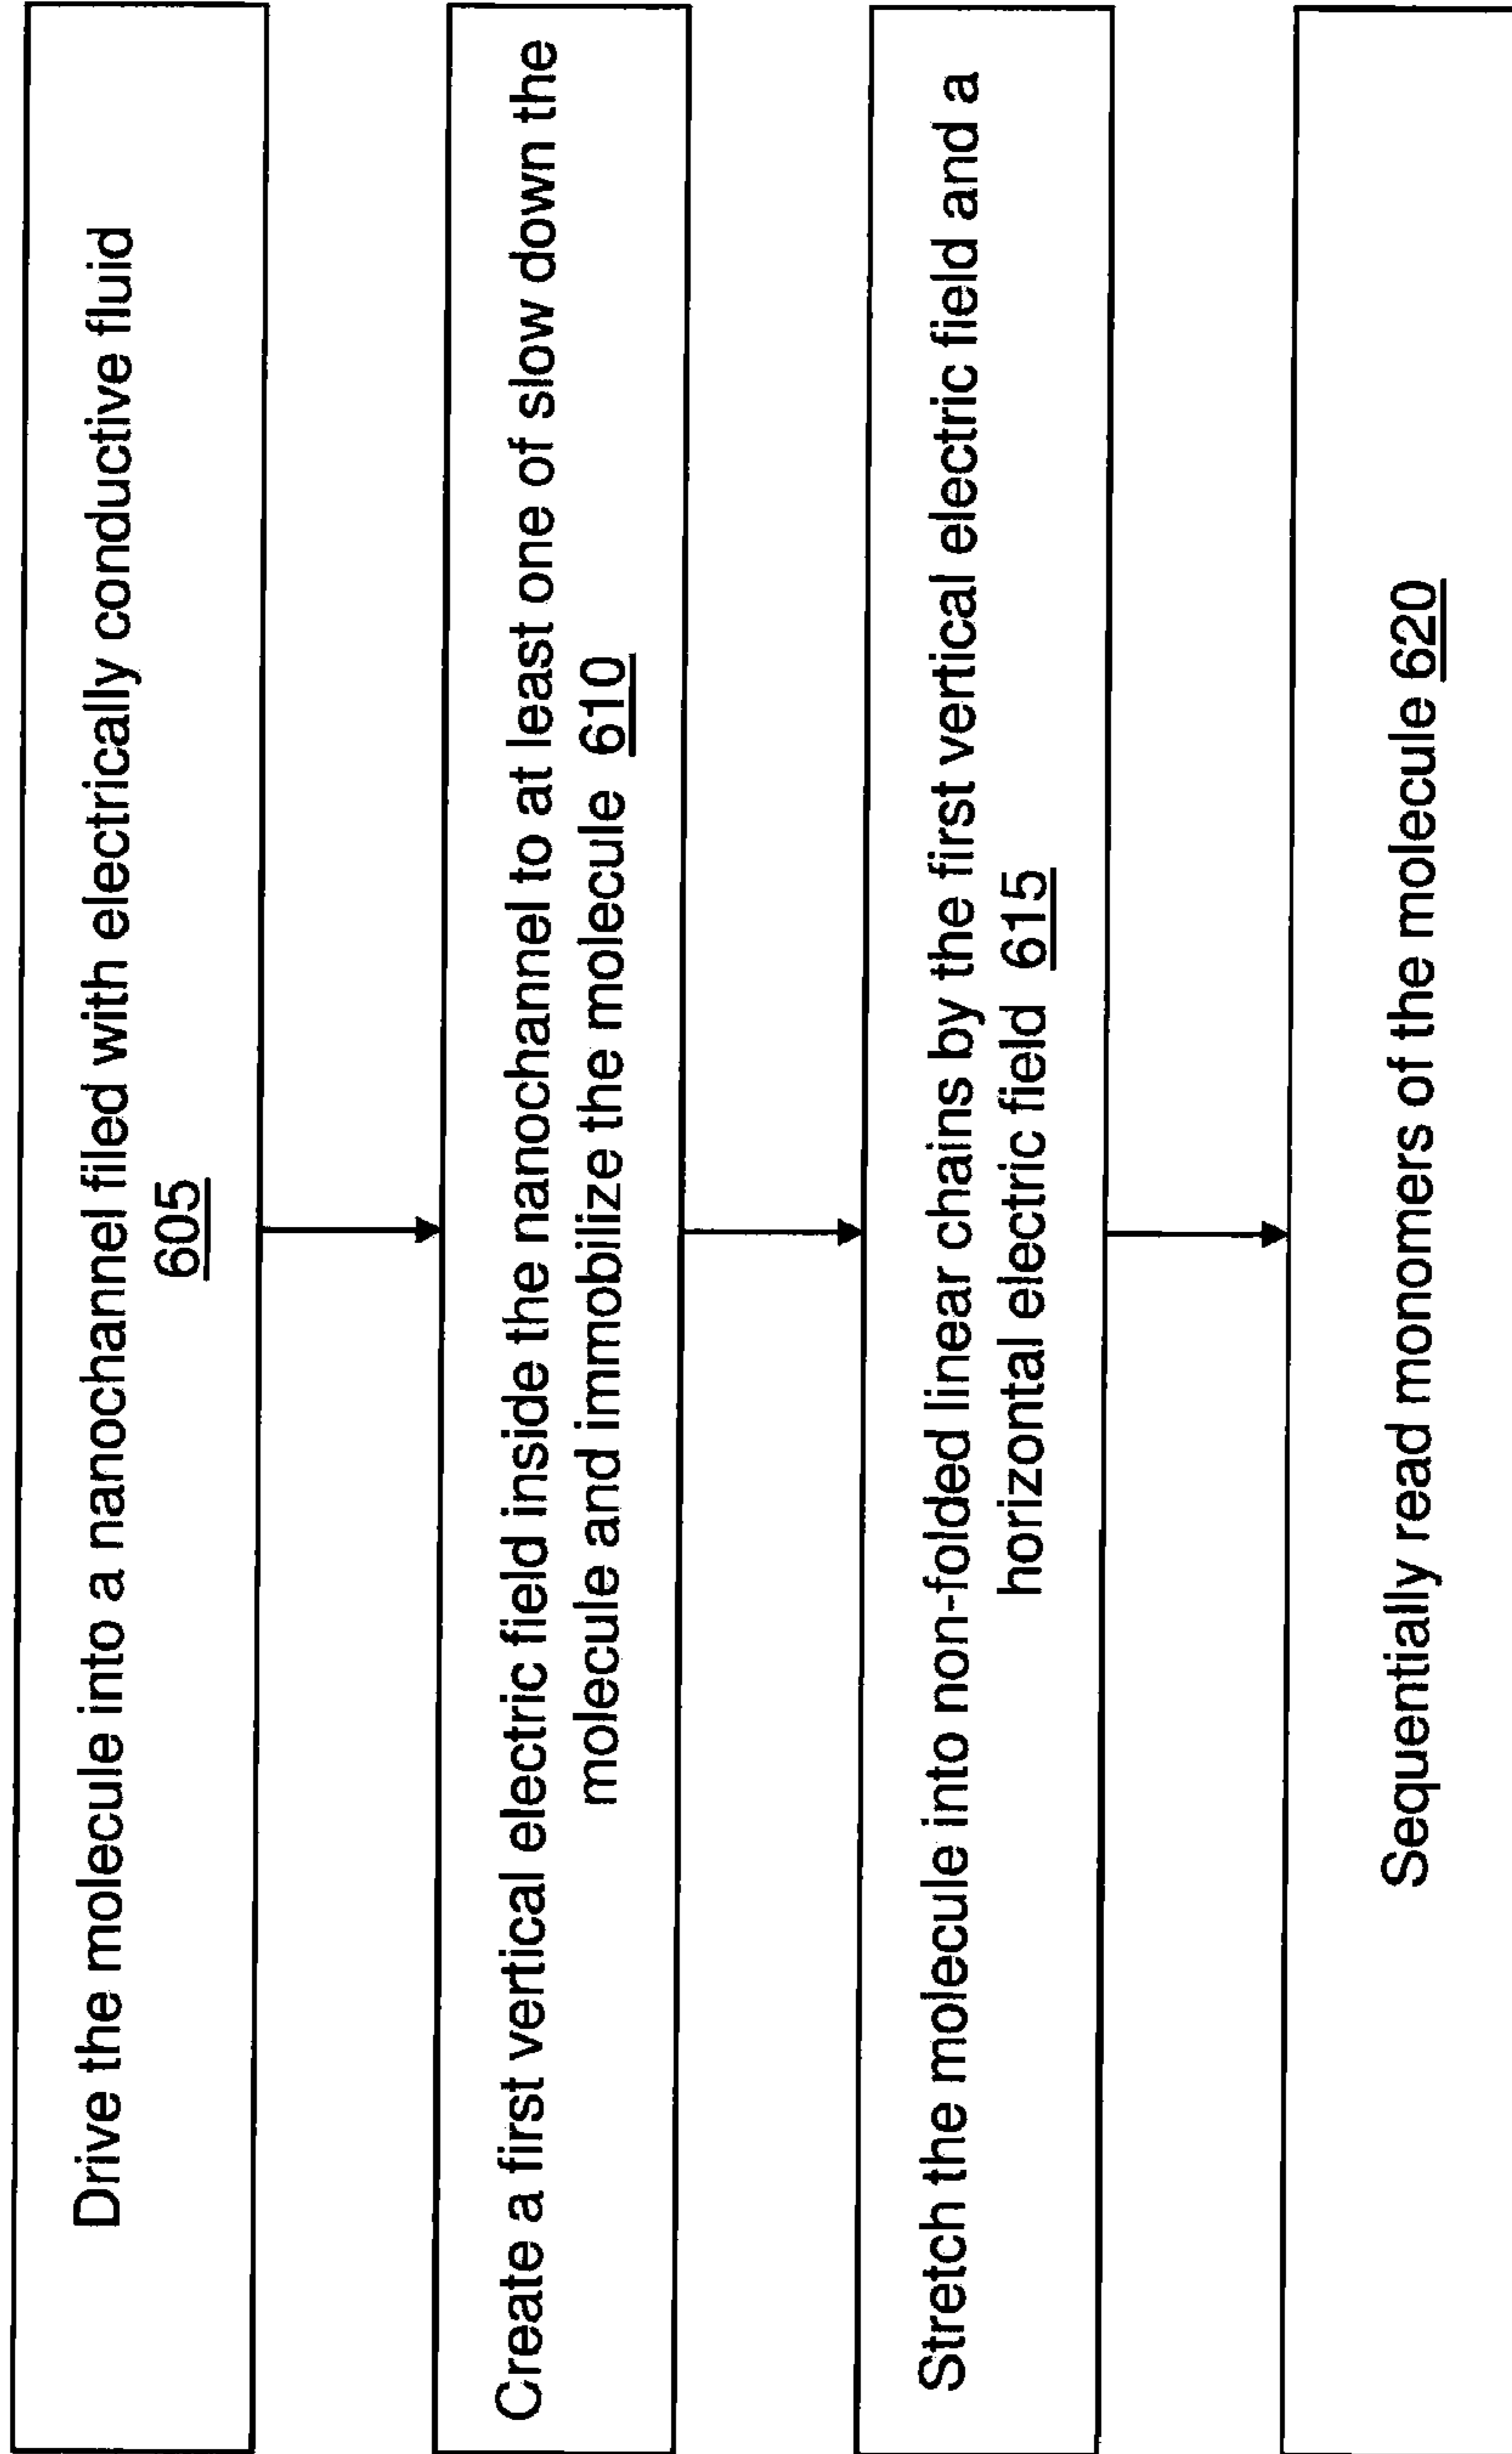 Drive the molecule into a nanochannel filed with electrically conductive fluid
605
Create a first vertical electric field inside the nanochannel to at least one of slow down the
molecule and immobilize the molecule 610
Stretch the molecule into non-folded linear chains by the first vertical electric field and a
horizontal electric field 615
Sequentially read monomers of the molecule 620